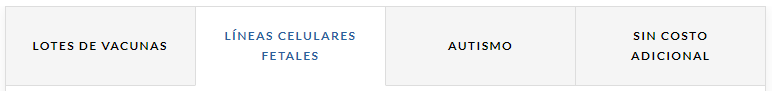 LOTES DE VACUNAS
LÍNEAS CELULARES
FETALES
AUTISMO
SIN COSTO
ADICIONAL